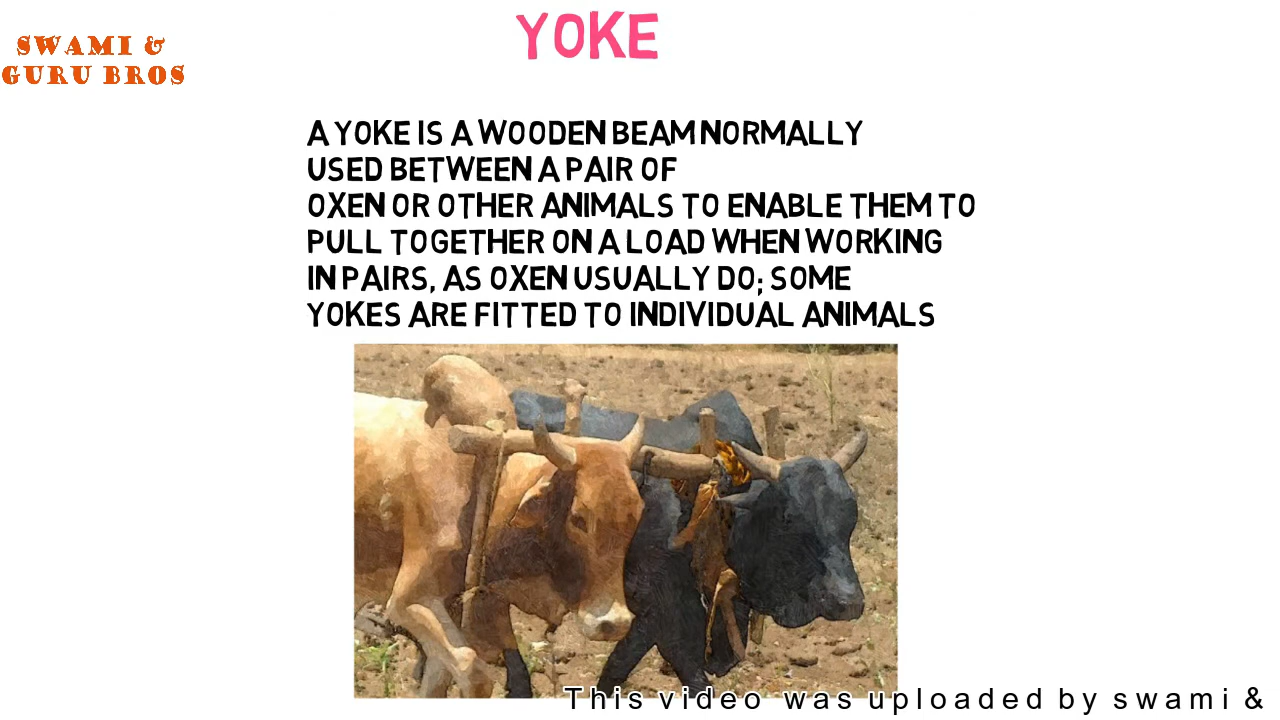 SWAMI &
GURU BROS
YOKE
A YOKE IS A WOODEN BEAM NORMALLY
USED BETWEEN A PAIR OF
OXEN OR OTHER ANIMALS TO ENABLE THEM TO
PULL TOGETHER ON A LOAD WHEN WORKING
IN PAIRS, AS OXEN USUALLY DO; SOME
YOKES ARE FITTED TO INDIVIDUAL ANIMALS
This video was uploaded by swami &